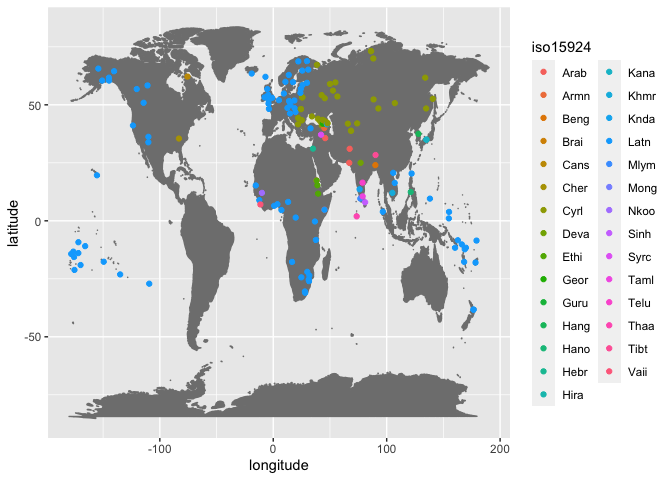 50
0
-50
latitude
-100
0
100
200
longitude
iso15924
Arab
Armn
Beng
Brai
Cans
Cher
Cyrl
Deva
Ethi
Geor
Guru
Hang
Hano
Hebr
Hira
Kana
Khmr
Knda
Latn
Mlym
Mong
Nkoo
Sinh
Syrc
Taml
Telu
Thaa
Tibt
Vaii